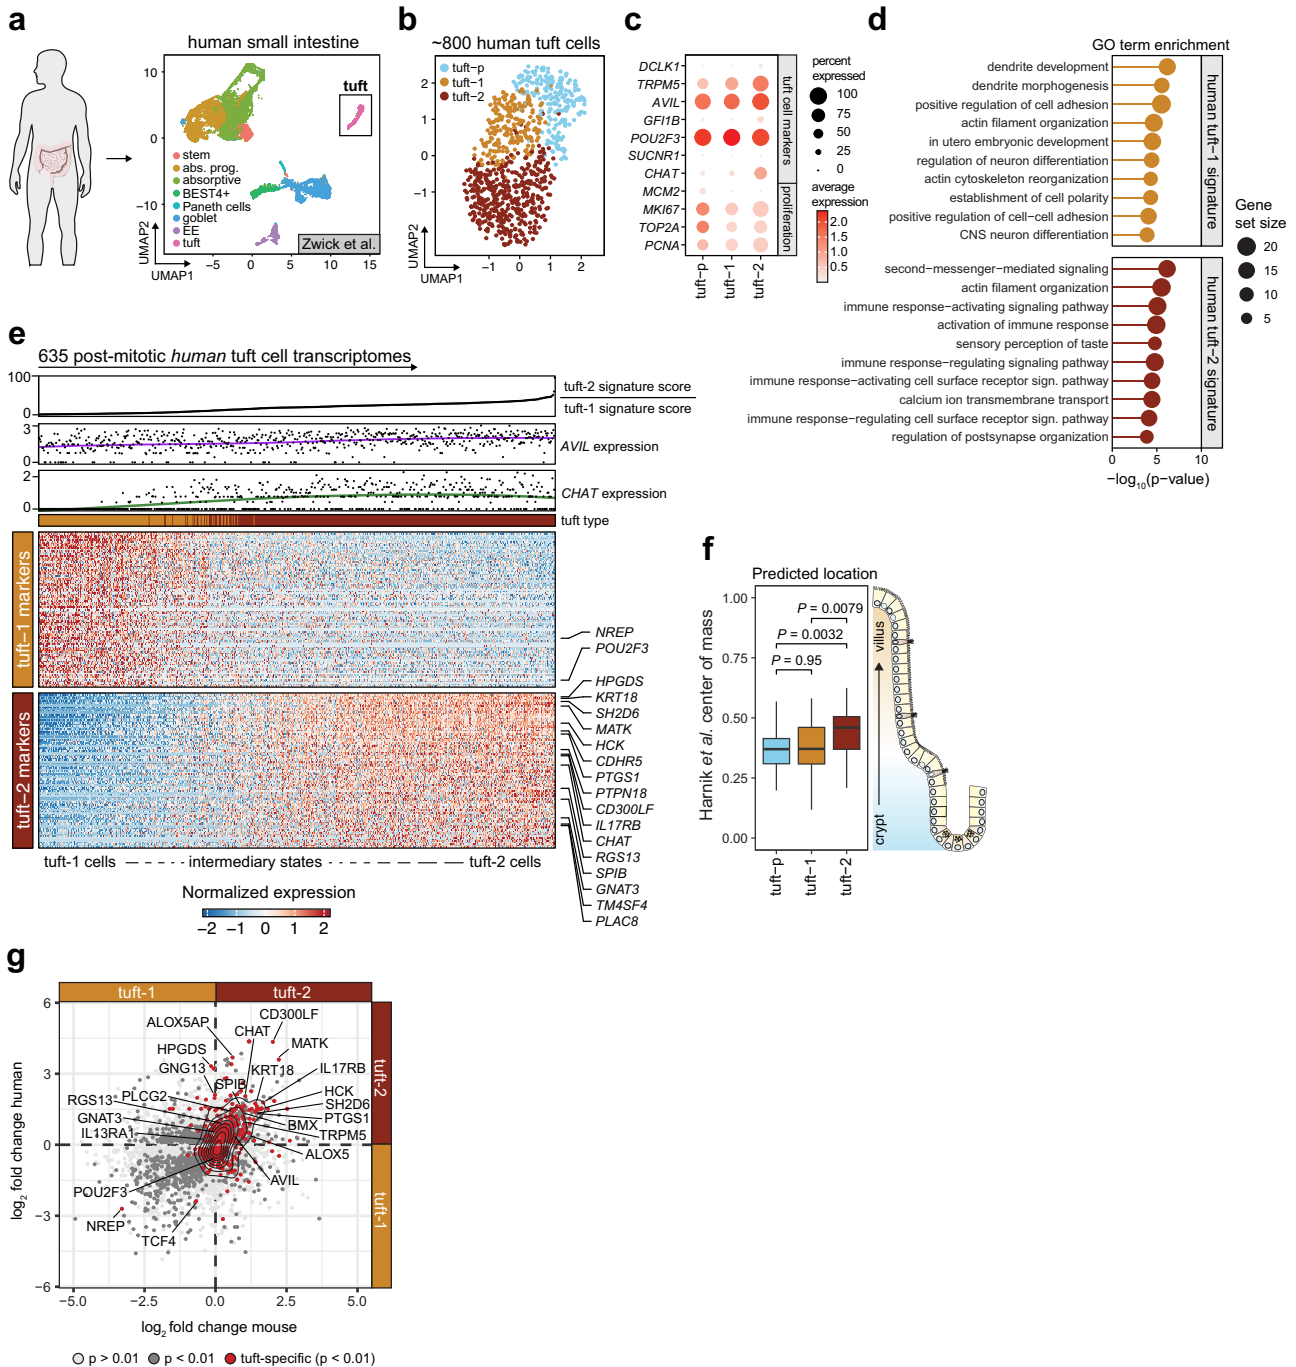 a
human small intestine
10
0
−10
UMAP2
UMAP1
−5
0
5
10
15
tuft
stem
abs. prog.
absorptive
BEST4+
Paneth cells
goblet
EE
tuft
Zwick et al.
b
~800 human tuft cells
tuft-p
tuft-1
tuft-2
2
1
0
−1
UMAP2
UMAP1
−1
0
1
2
c
DCLK1
TRPM5
AVIL
GFI1B
POU2F3
SUCNR1
CHAT
MCM2
MKI67
TOP2A
PCNA
tuft cell markers
proliferation
tuft-p
tuft-1
tuft-2
percent
expressed
100
75
50
25
0
average
expression
2.0
1.5
1.0
0.5
d
GO term enrichment
dendrite development
dendrite morphogenesis
positive regulation of cell adhesion
actin filament organization
in utero embryonic development
regulation of neuron differentiation
actin cytoskeleton reorganization
establishment of cell polarity
positive regulation of cell−cell adhesion
CNS neuron differentiation
human tuft−1 signature
second−messenger−mediated signaling
actin filament organization
immune response−activating signaling pathway
activation of immune response
sensory perception of taste
immune response−regulating signaling pathway
immune response−activating cell surface receptor sign. pathway
calcium ion transmembrane transport
immune response−regulating cell surface receptor sign. pathway
regulation of postsynapse organization
human tuft−2 signature
0
5
10
−log10(p−value)
Gene
set size
20
15
10
5
e
635 post-mitotic human tuft cell transcriptomes
100
0
tuft-2 signature score
tuft-1 signature score
3
0
AVIL expression
2
0
CHAT expression
tuft type
tuft−1 markers
tuft−2 markers
NREP
POU2F3
HPGDS
KRT18
SH2D6
MATK
HCK
CDHR5
PTGS1
PTPN18
CD300LF
IL17RB
CHAT
RGS13
SPIB
GNAT3
TM4SF4
PLAC8
tuft-1 cells
intermediary states
tuft-2 cells
Normalized expression
−2
−1
0
1
2
f
Predicted location
Harnik et al. center of mass
1.00
0.75
0.50
0.25
0.00
P = 0.0079
P = 0.0032
P = 0.95
tuft-p
tuft-1
tuft-2
villus
crypt
g
tuft-1
tuft-2
tuft-2
tuft-1
log2 fold change human
6
3
0
−3
−6
ALOX5AP
CD300LF
CHAT
MATK
HPGDS
GNG13
SPIB
KRT18
IL17RB
RGS13
PLCG2
HCK
SH2D6
PTGS1
GNAT3
BMX
TRPM5
IL13RA1
ALOX5
AVIL
POU2F3
NREP
TCF4
−5.0
−2.5
0.0
2.5
5.0
log2 fold change mouse
p > 0.01
p < 0.01
tuft-specific (p < 0.01)